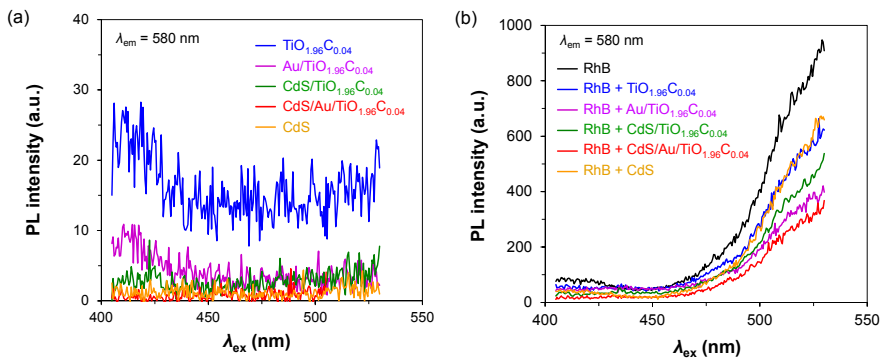 (a)
λem = 580 nm
TiO1.96C0.04
Au/TiO1.96C0.04
CdS/TiO1.96C0.04
CdS/Au/TiO1.96C0.04
CdS
PL intensity (a.u.)
40
30
20
10
0
400
450
500
550
λex (nm)
(b)
λem = 580 nm
RhB
RhB + TiO1.96C0.04
RhB + Au/TiO1.96C0.04
RhB + CdS/TiO1.96C0.04
RhB + CdS/Au/TiO1.96C0.04
RhB + CdS
PL intensity (a.u.)
1000
800
600
400
200
0
400
450
500
550
λex (nm)